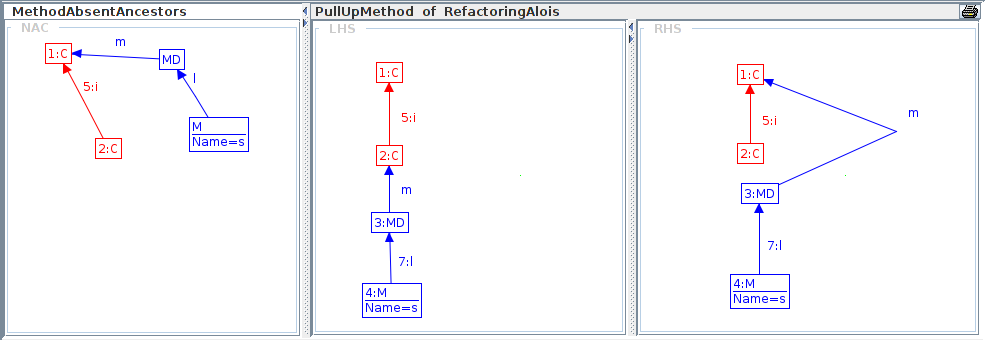 MethodAbsentAncestors
NAC
1:C
m
MD
l
5:i
M
Name=s
2:C
PullUpMethod of RefactoringAlois
LHS
1:C
5:i
2:C
m
3:MD
7:l
4:M
Name=s
RHS
1:C
m
5:i
2:C
3:MD
7:l
4:M
Name=s